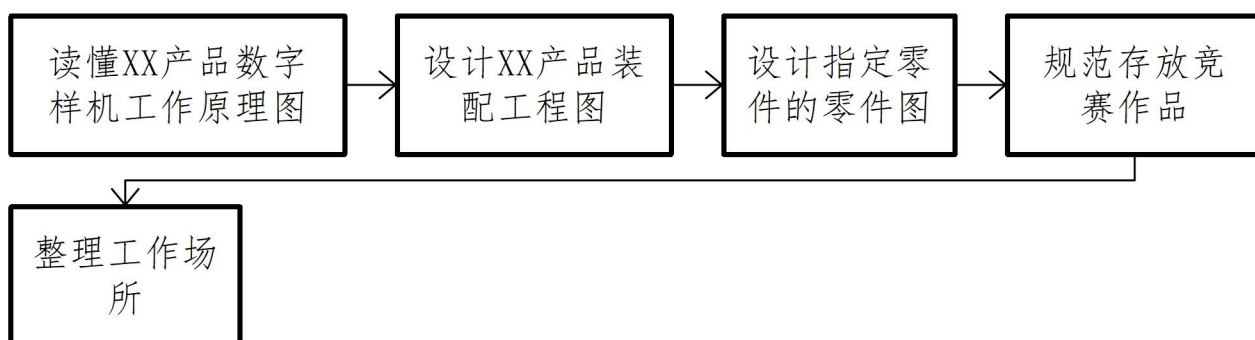 读懂XX产品数字
样机工作原理图
设计XX产品装
配工程图
设计指定零
件的零件图
规范存放竞
赛作品
整理工作场
所